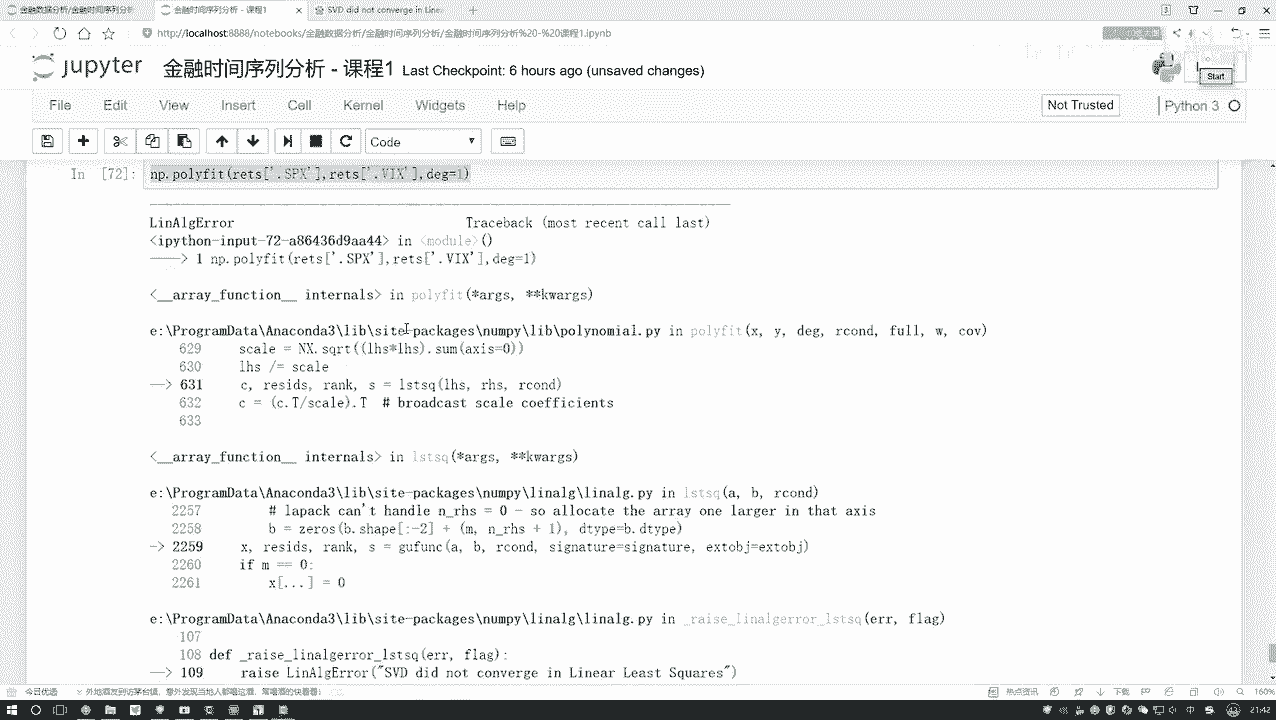 金融数据分析/金融时间序列分析
金融时间序列分析 - 课程1
SVD did not converge in Linea
http://localhost:8888/notebooks/金融数据分析/金融时间序列分析/金融时间序列分析%20-%20课程1.ipynb
jupyter 金融时间序列分析 - 课程1 Last Checkpoint: 6 hours ago (unsaved changes)
Start
File Edit View Insert Cell Kernel Widgets Help
Not Trusted
Python 3
Code
In [72]: np.polyfit(rets['.SPX'],rets['.VIX'],deg=1)
LinAlgError Traceback (most recent call last)
<ipython-input-72-a86436d9aa44> in <module>()
----> 1 np.polyfit(rets['.SPX'],rets['.VIX'],deg=1)
<__array_function__ internals> in polyfit(*args, **kwargs)
e:\ProgramData\Anaconda3\lib\site-packages\numpy\lib\polynomial.py in polyfit(x, y, deg, rcond, full, w, cov)
629 scale = NX.sqrt((lhs*lhs).sum(axis=0))
630 lhs /= scale
--> 631 c, resids, rank, s = lstsq(lhs, rhs, rcond)
632 c = (c.T/scale).T # broadcast scale coefficients
633
<__array_function__ internals> in lstsq(*args, **kwargs)
e:\ProgramData\Anaconda3\lib\site-packages\numpy\linalg\linalg.py in lstsq(a, b, rcond)
2257 # lapack can't handle n_rhs = 0 - so allocate the array one larger in that axis
2258 b = zeros(b.shape[:-2] + (m, n_rhs + 1), dtype=b.dtype)
-> 2259 x, resids, rank, s = gufunc(a, b, rcond, signature=signature, extobj=extobj)
2260 if m == 0:
2261 x[...] = 0
e:\ProgramData\Anaconda3\lib\site-packages\numpy\linalg\linalg.py in _raise_linalgerror_lstsq(err, flag)
107
108 def _raise_linalgerror_lstsq(err, flag):
--> 109 raise LinAlgError("SVD did not converge in Linear Least Squares")
今日优选
热点资讯
下载
160%
中
21:42